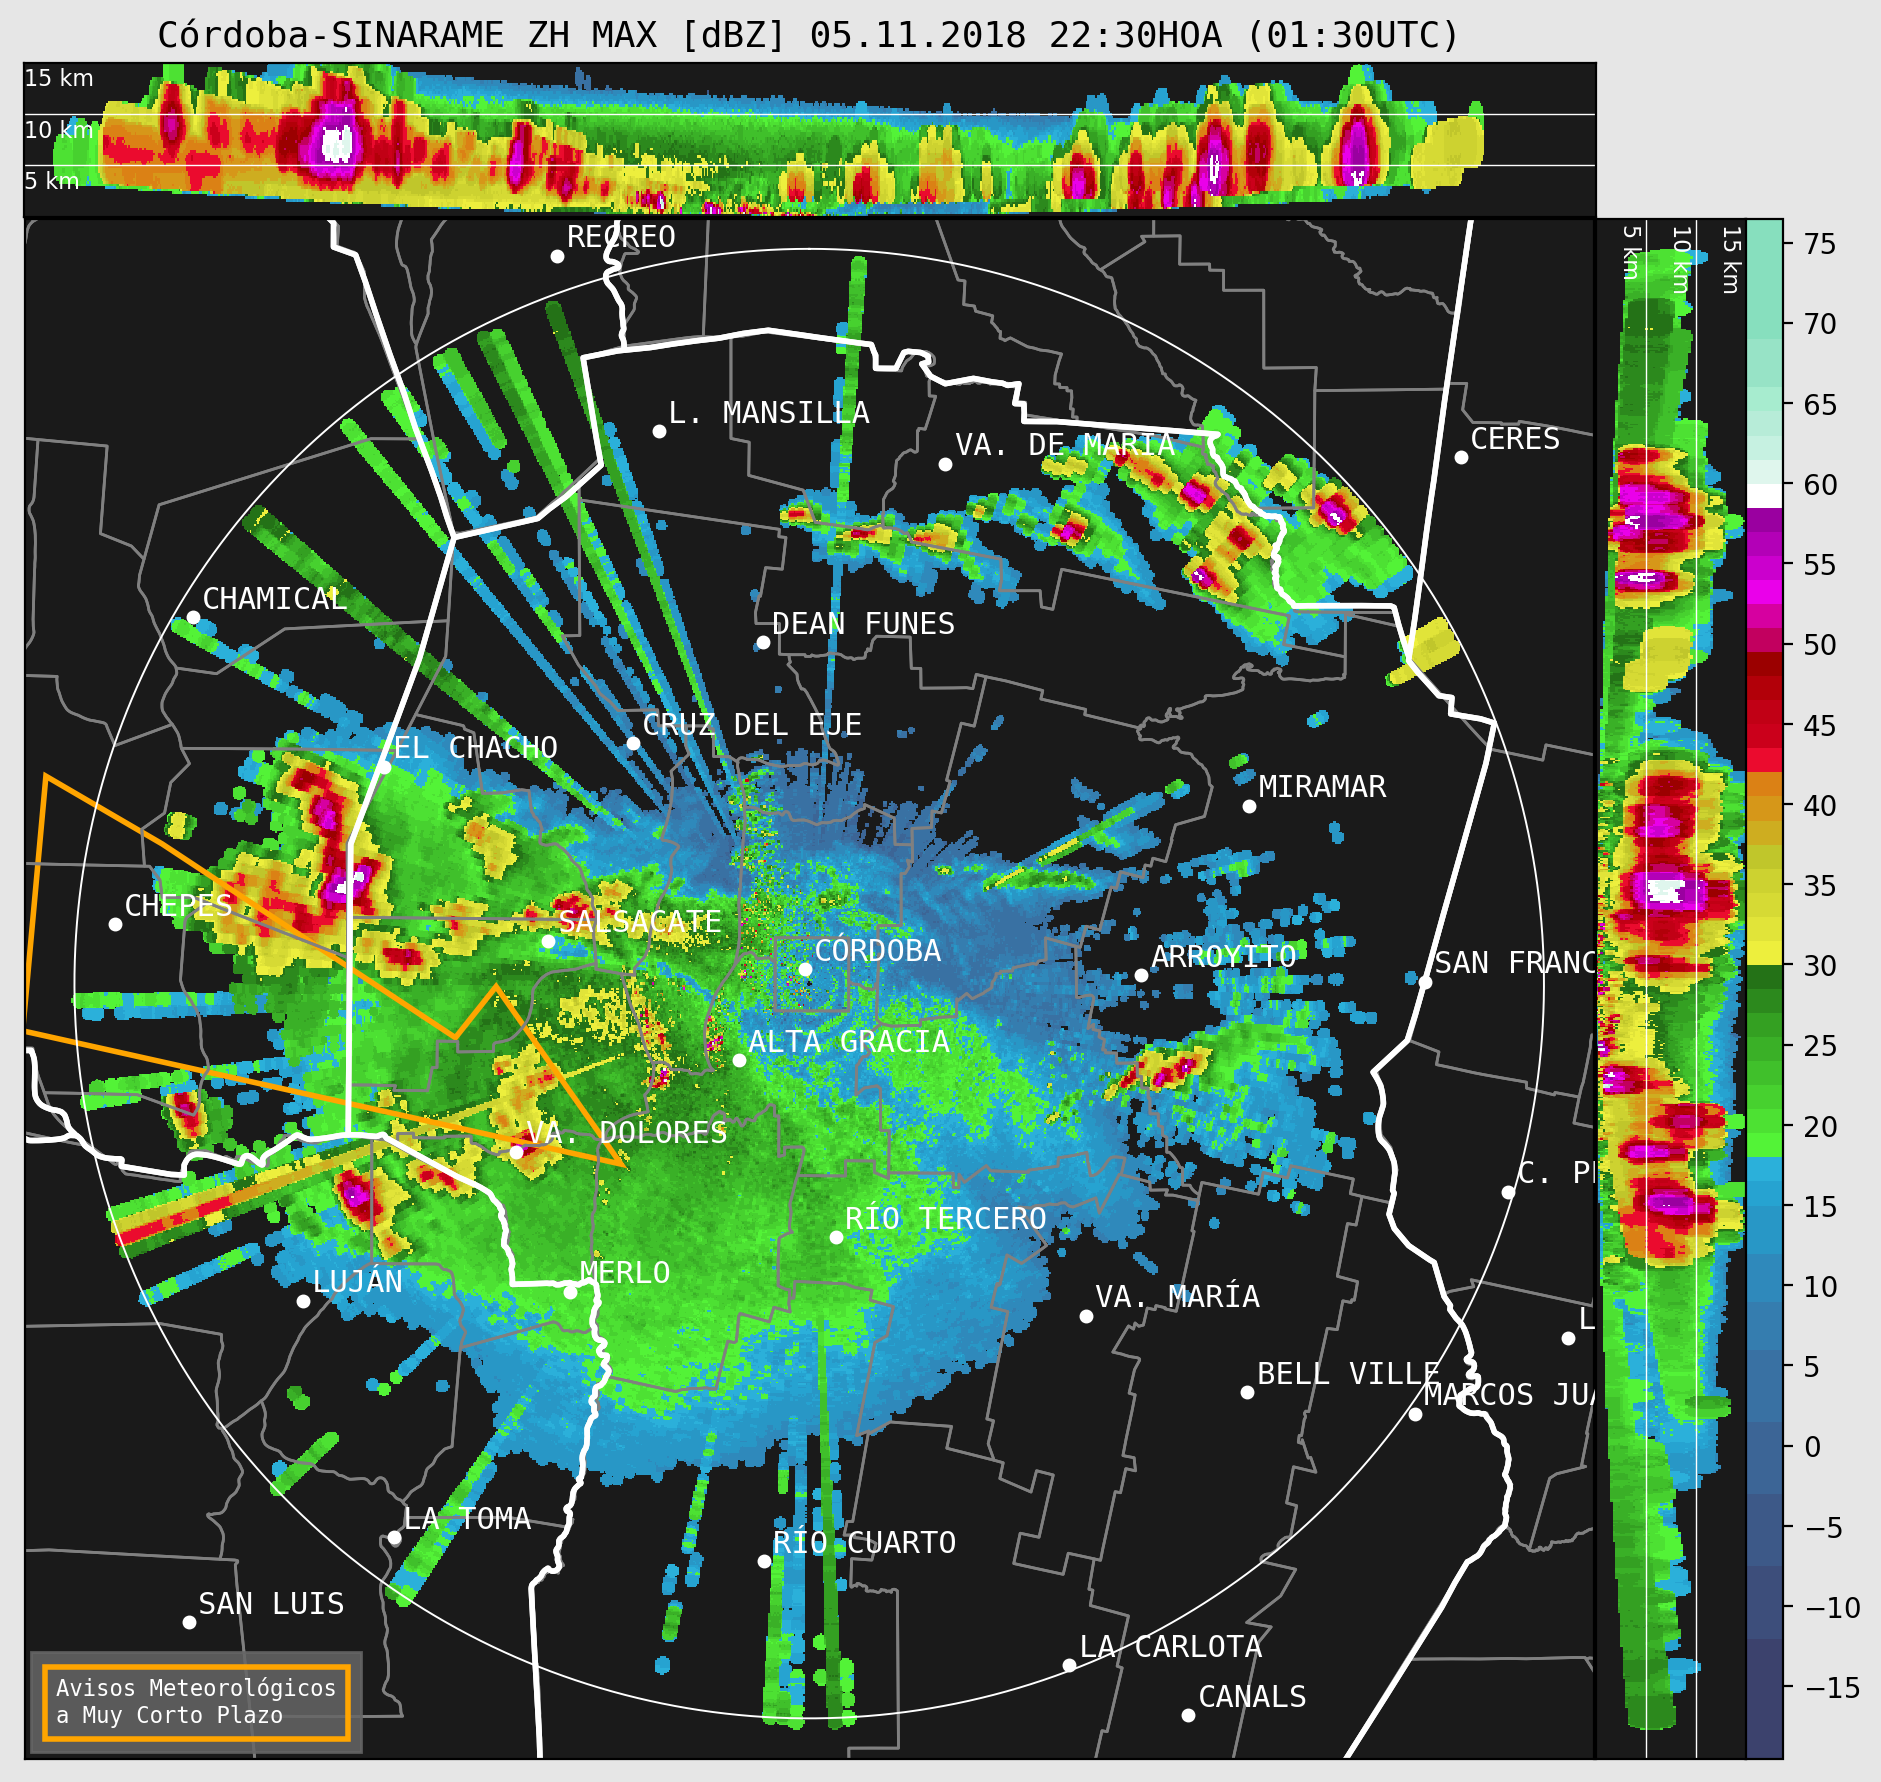 Córdoba-SINARAME ZH MAX [dBZ] 05.11.2018 22:30HOA (01:30UTC)
15 km
10 km
5 km
5 km
10 km
15 km
RECREO
L. MANSILLA
VA. DE MARIA
CERES
CHAMICAL
DEAN FUNES
CRUZ DEL EJE
EL CHACHO
MIRAMAR
CHEPES
SALSACATE
CÓRDOBA
ARROYITO
SAN FRANC
ALTA GRACIA
VA. DOLORES
C. PE
RÍO TERCERO
MERLO
LUJÁN
VA. MARÍA
L
BELL VILLE
MARCOS JUA
LA TOMA
RÍO CUARTO
SAN LUIS
LA CARLOTA
CANALS
Avisos Meteorológicos
a Muy Corto Plazo
75
70
65
60
55
50
45
40
35
30
25
20
15
10
5
0
−5
−10
−15